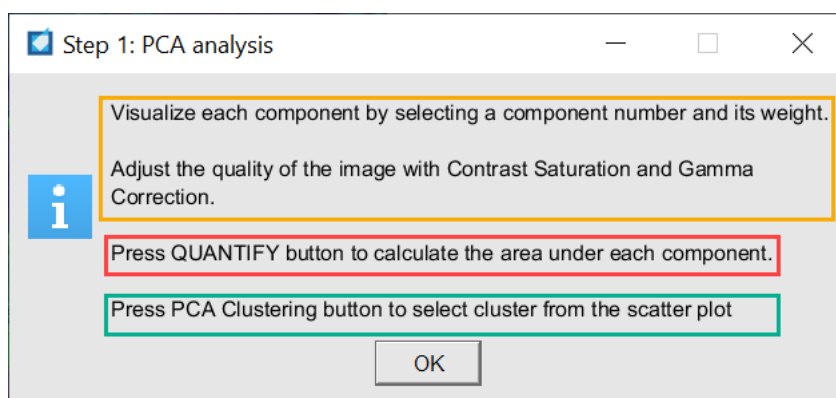 Step 1: PCA analysis
Visualize each component by selecting a component number and its weight.
Adjust the quality of the image with Contrast Saturation and Gamma
Correction.
Press QUANTIFY button to calculate the area under each component.
Press PCA Clustering button to select cluster from the scatter plot
OK